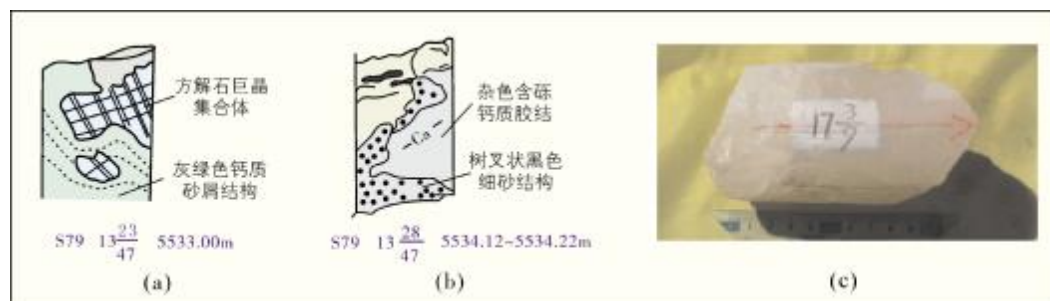 方解石巨晶
集合体
灰绿色钙质
砂屑结构
S79 13 23/47 5533.00m
(a)
杂色含砾
钙质胶结
Ca
树叉状黑色
细砂结构
S79 13 28/47 5534.12~5534.22m
(b)
17 3/7
(c)